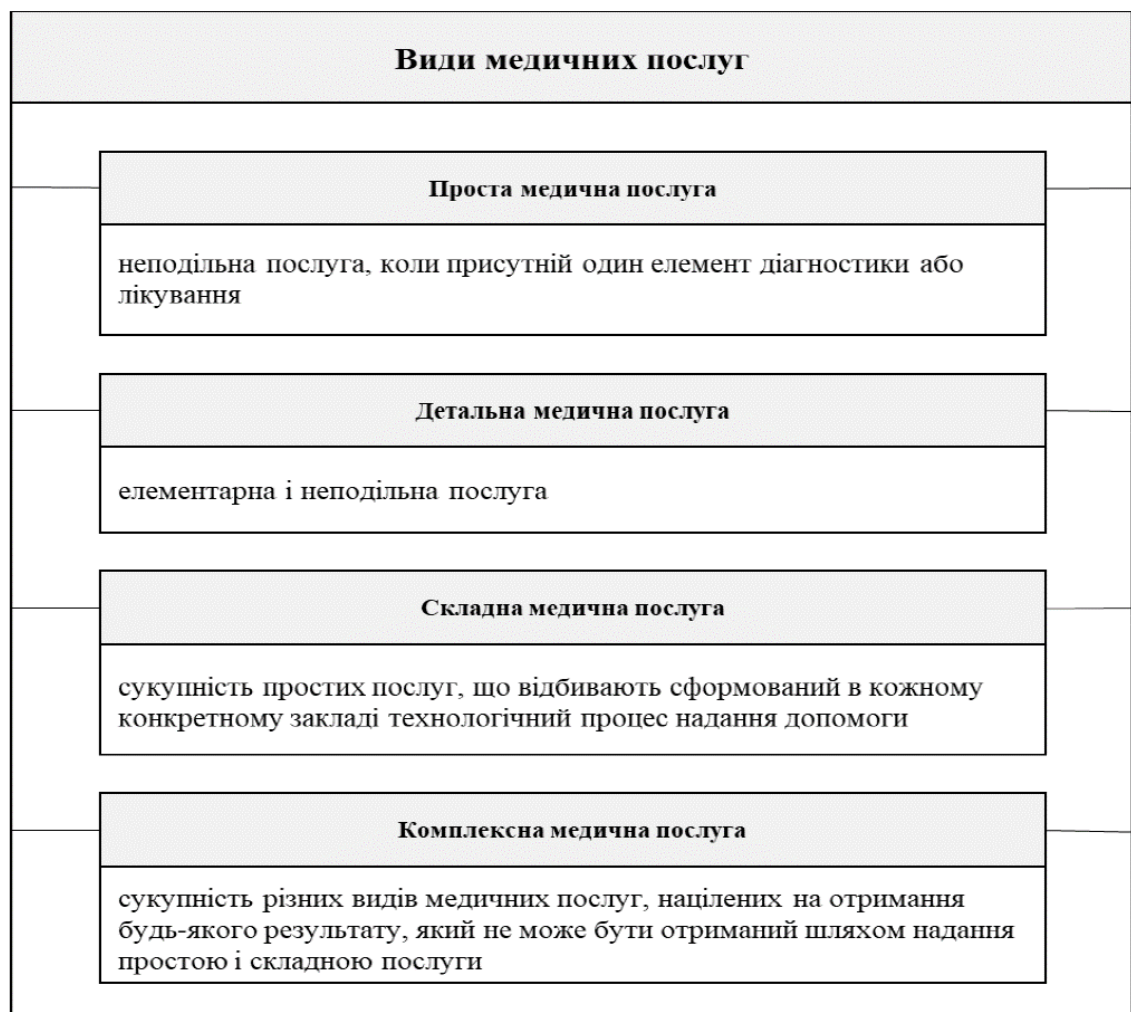 Види медичних послуг
Проста медична послуга
неподільна послуга, коли присутній один елемент діагностики або
лікування
Детальна медична послуга
елементарна і неподільна послуга
Складна медична послуга
сукупність простих послуг, що відбивають сформований в кожному
конкретному закладі технологічний процес надання допомоги
Комплексна медична послуга
сукупність різних видів медичних послуг, націлених на отримання
будь-якого результату, який не може бути отриманий шляхом надання
простою і складною послуги